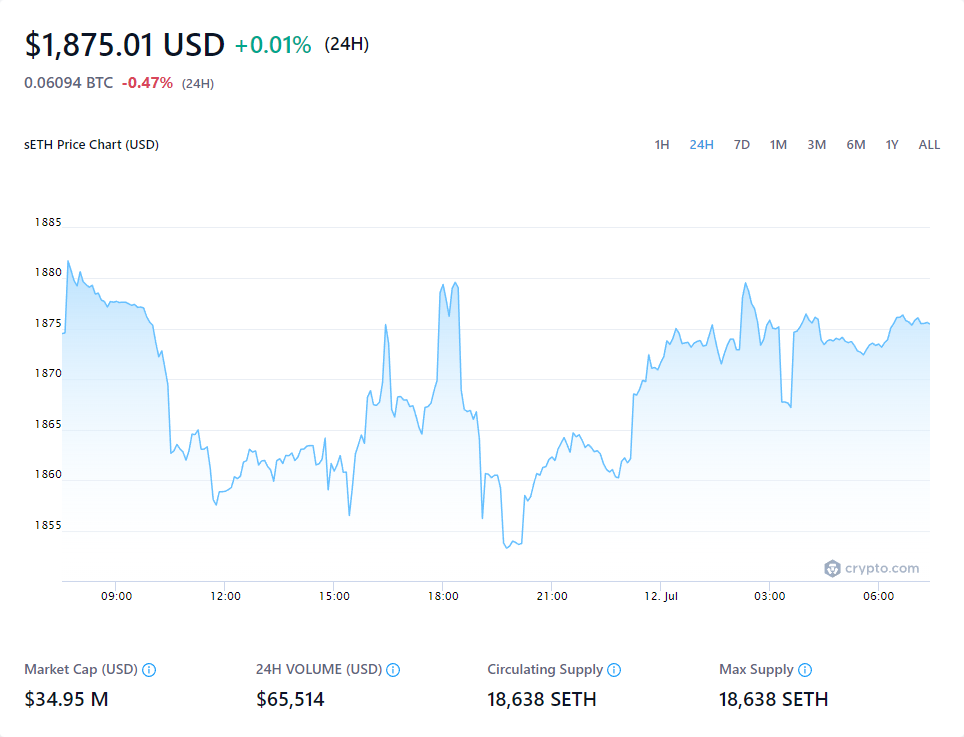 $1,875.01 USD +0.01% (24H)
0.06094 BTC -0.47% (24H)
sETH Price Chart (USD) 1H 24H 7D 1M 3M 6M 1Y ALL
1885
1880
1875
1870
1865
1860
1855
crypto.com
09:00 12:00 15:00 18:00 21:00 12. Jul 03:00 06:00
Market Cap (USD) 24H VOLUME (USD) Circulating Supply Max Supply
$34.95 M $65,514 18,638 SETH 18,638 SETH